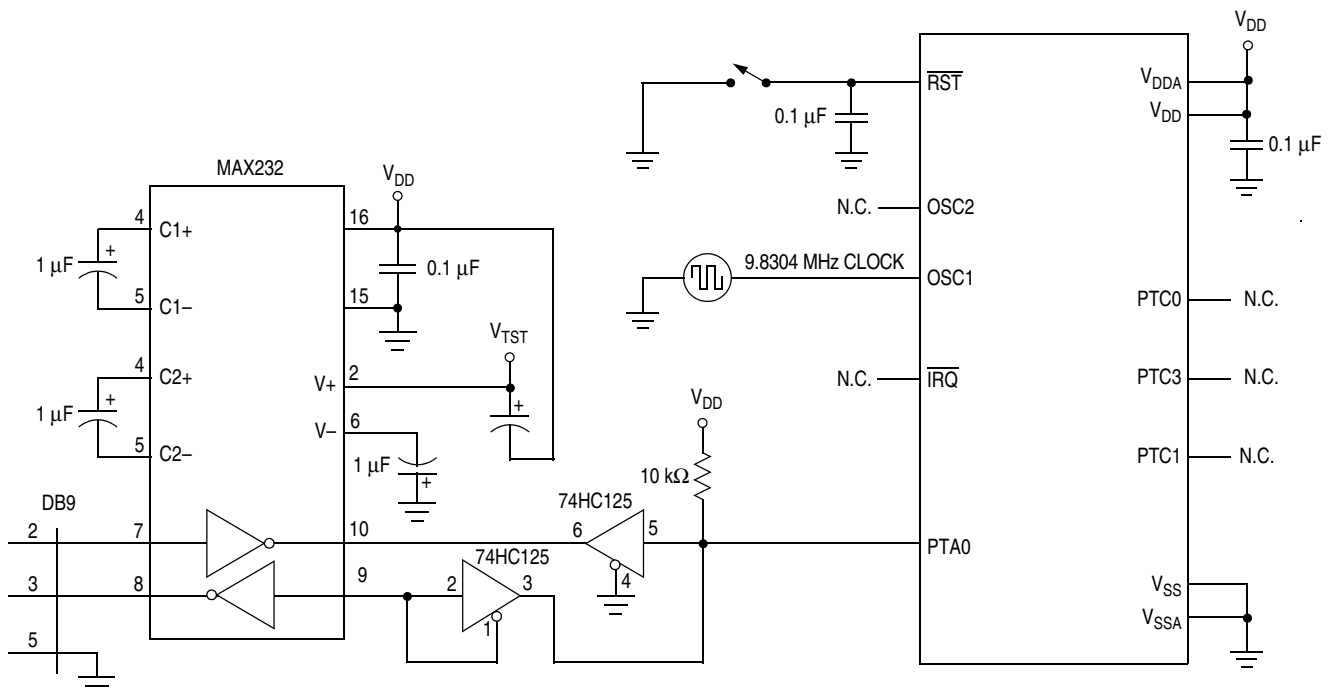 V_DD
RST
V_DDA
0.1 µF
V_DD
0.1 µF
MAX232
V_DD
4
C1+
16
N.C.
OSC2
1 µF
+
0.1 µF
9.8304 MHz CLOCK
OSC1
5
C1–
15
PTC0
N.C.
V_TST
4
C2+
V+
2
N.C.
IRQ
PTC3
N.C.
1 µF
+
+
V_DD
V–
6
5
C2–
1 µF
+
PTC1
N.C.
10 kΩ
DB9
74HC125
2
7
10
6
5
PTA0
74HC125
3
8
9
2
3
4
V_SS
1
V_SSA
5